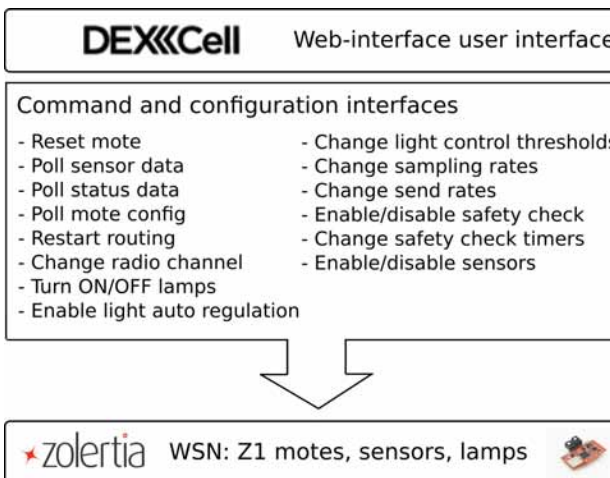 DEXCell Web-interface user interface
Command and configuration interfaces
- Reset mote
- Poll sensor data
- Poll status data
- Poll mote config
- Restart routing
- Change radio channel
- Turn ON/OFF lamps
- Enable light auto regulation
- Change light control thresholds
- Change sampling rates
- Change send rates
- Enable/disable safety check
- Change safety check timers
- Enable/disable sensors
zolertia WSN: Z1 motes, sensors, lamps